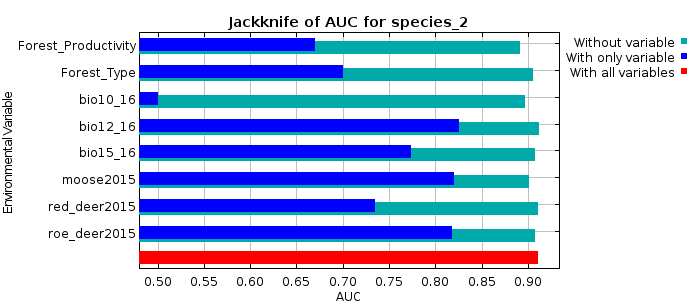 Jackknife of AUC for species_2
Environmental Variable
Forest_Productivity
Forest_Type
bio10_16
bio12_16
bio15_16
moose2015
red_deer2015
roe_deer2015
0.50 0.55 0.60 0.65 0.70 0.75 0.80 0.85 0.90
AUC
Without variable
With only variable
With all variables